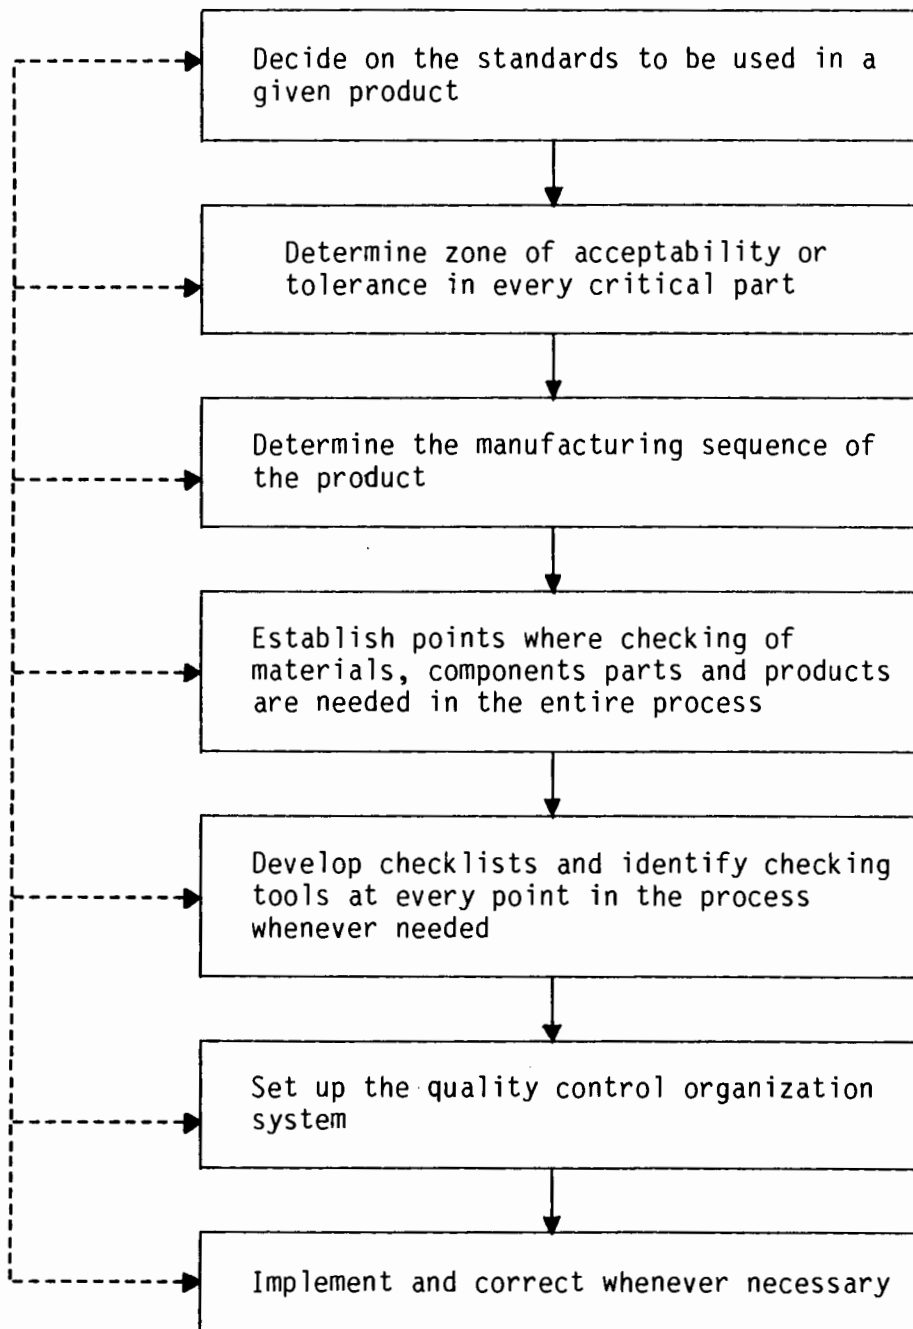 Decide on the standards to be used in a
given product
Determine zone of acceptability or
tolerance in every critical part
Determine the manufacturing sequence of
the product
Establish points where checking of
materials, components parts and products
are needed in the entire process
Develop checklists and identify checking
tools at every point in the process
whenever needed
Set up the quality control organization
system
Implement and correct whenever necessary